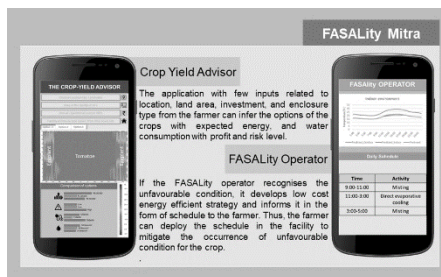 FASALity Mitra
THE CROP-YIELD ADVISOR
Tomatoes
Comparison of options
Crop Yield Advisor
The application with few inputs related to
location, land area, investment, and enclosure
type from the farmer can infer the options of the
crops with expected energy, and water
consumption with profit and risk level.
FASALity Operator
If the FASALity operator recognises the
unfavourable condition, it develops low cost
energy efficient strategy and informs it in the
form of schedule to the farmer. Thus, the farmer
can deploy the schedule in the facility to
mitigate the occurrence of unfavourable
condition for the crop.
.
FASALity OPERATOR
Daily Schedule
Time Activity
9:00-11:00 Misting
11:00-3:00 Direct evaporative
cooling
3:00-5:00 Misting